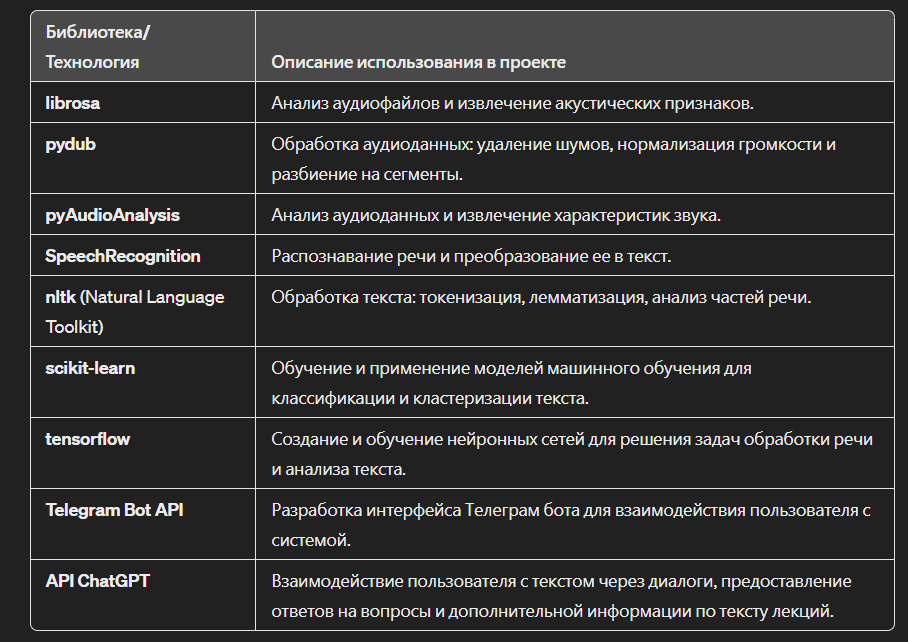 Библиотека/
Технология
Описание использования в проекте
librosa
Анализ аудиофайлов и извлечение акустических признаков.
pydub
Обработка аудиоданных: удаление шумов, нормализация громкости и
разбиение на сегменты.
pyAudioAnalysis
Анализ аудиоданных и извлечение характеристик звука.
SpeechRecognition
Распознавание речи и преобразование ее в текст.
nltk (Natural Language
Toolkit)
Обработка текста: токенизация, лемматизация, анализ частей речи.
scikit-learn
Обучение и применение моделей машинного обучения для
классификации и кластеризации текста.
tensorflow
Создание и обучение нейронных сетей для решения задач обработки речи
и анализа текста.
Telegram Bot API
Разработка интерфейса Телеграм бота для взаимодействия пользователя с
системой.
API ChatGPT
Взаимодействие пользователя с текстом через диалоги, предоставление
ответов на вопросы и дополнительной информации по тексту лекций.